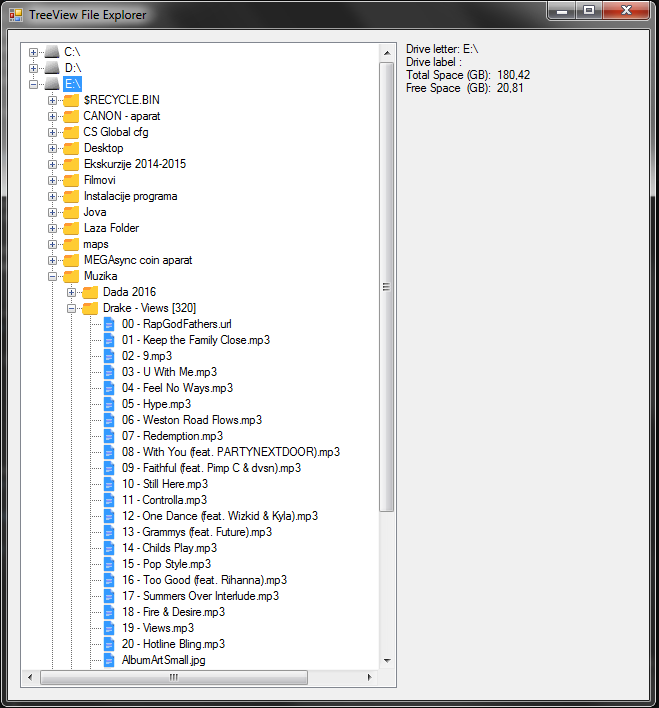 TreeView File Explorer
C:\
D:\
E:\
$RECYCLE.BIN
CANON - aparat
CS Global cfg
Desktop
Ekskurzije 2014-2015
Filmovi
Instalacije programa
Jova
Laza Folder
maps
MEGAsync coin aparat
Muzika
Dada 2016
Drake - Views [320]
00 - RapGodFathers.url
01 - Keep the Family Close.mp3
02 - 9.mp3
03 - U With Me.mp3
04 - Feel No Ways.mp3
05 - Hype.mp3
06 - Weston Road Flows.mp3
07 - Redemption.mp3
08 - With You (feat. PARTYNEXTDOOR).mp3
09 - Faithful (feat. Pimp C & dvsn).mp3
10 - Still Here.mp3
11 - Controlla.mp3
12 - One Dance (feat. Wizkid & Kyla).mp3
13 - Grammys (feat. Future).mp3
14 - Childs Play.mp3
15 - Pop Style.mp3
16 - Too Good (feat. Rihanna).mp3
17 - Summers Over Interlude.mp3
18 - Fire & Desire.mp3
19 - Views.mp3
20 - Hotline Bling.mp3
AlbumArtSmall.jpg
Drive letter: E:\
Drive label :
Total Space (GB): 180,42
Free Space (GB): 20,81